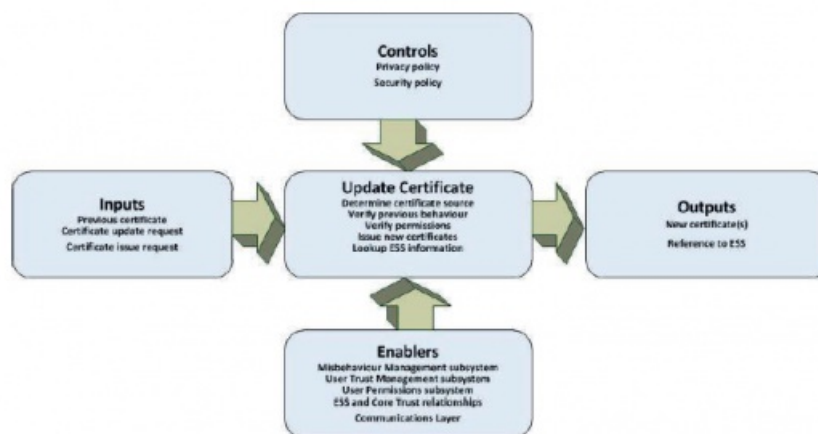 Controls
Privacy policy
Security policy
Inputs
Previous certificate
Certificate update request
Certificate issue request
Update Certificate
Determine certificate source
Verify previous behaviour
Verify permissions
Issue new certificates
Lookup ESS information
Outputs
New certificate(s)
Reference to ESS
Enablers
Misbehaviour Management subsystem
User Trust Management subsystem
User Permissions subsystem
ESS and Core Trust relationships
Communications Layer